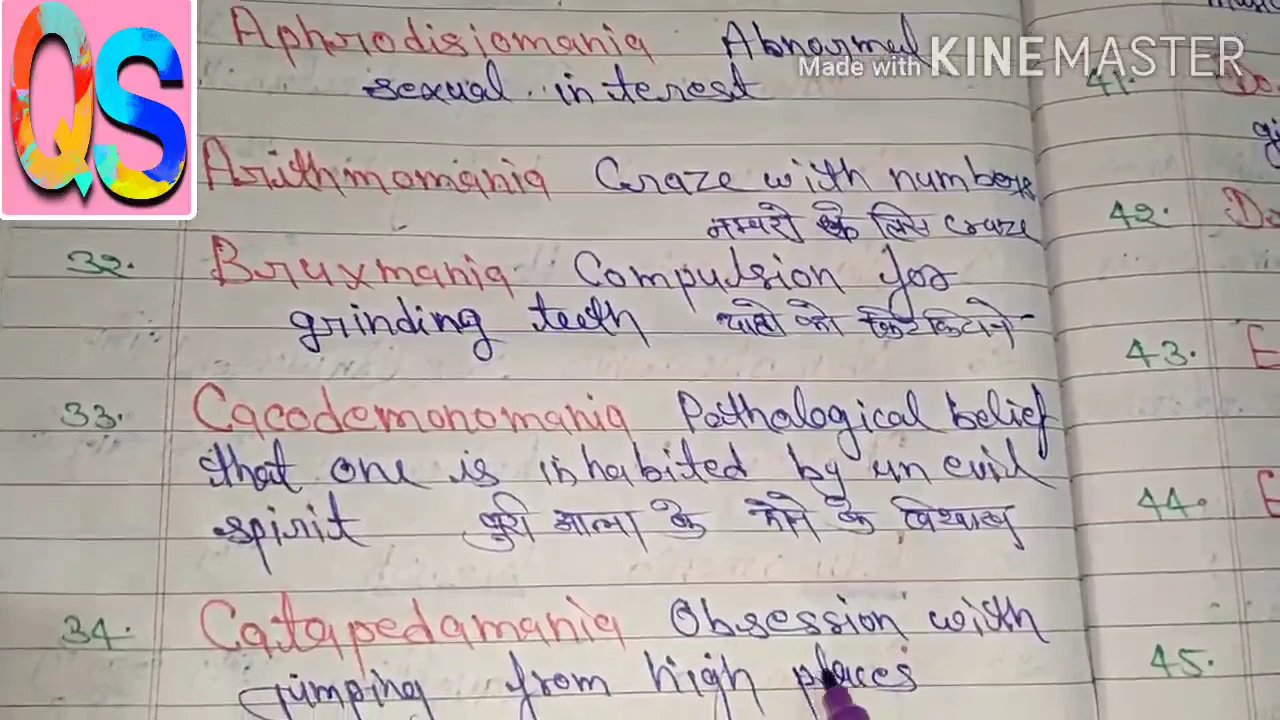 QS
Aphrodisiomania Abnormal
Made with KINEMASTER
sexual interest
41.
Arithmomania Craze with numbers
नम्बरो के लिए craze
42.
32. Bruxmania Compulsion for
grinding teeth को किटकिटाने
43.
33. Cacodemonomania Pathological belief
that one is inhabited by un evil
spirit बुरी आत्मा के होने के विश्वास
44.
34. Catapedamania Obsession with
jumping from high places
45.